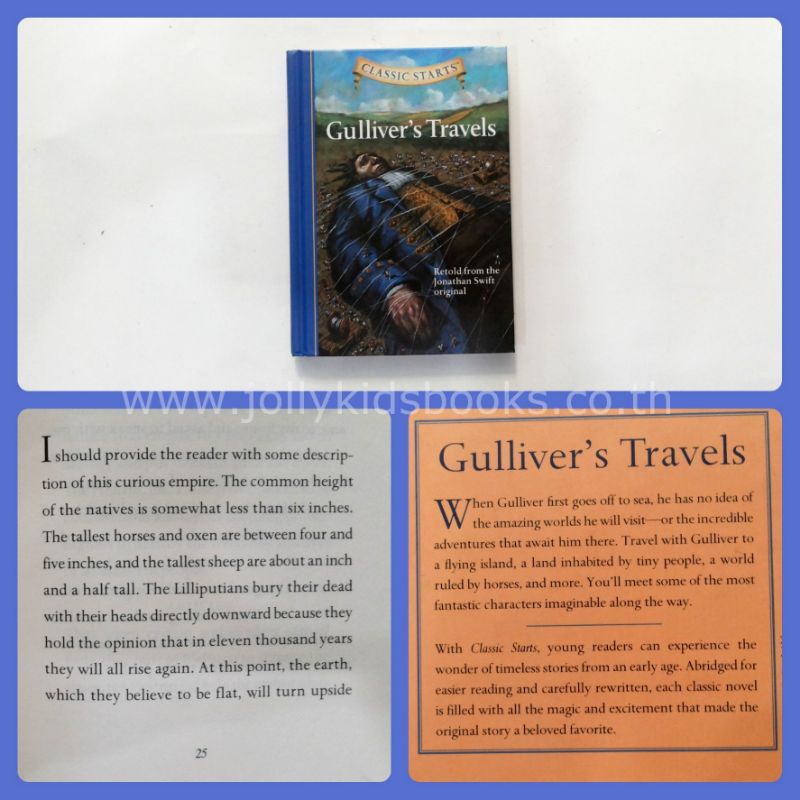 CLASSIC STARTS™
Gulliver's Travels
Retold from the
Jonathan Swift
original
www.jollykidsbooks.co.th
I should provide the reader with some descrip-
tion of this curious empire. The common height
of the natives is somewhat less than six inches.
The tallest horses and oxen are between four and
five inches, and the tallest sheep are about an inch
and a half tall. The Lilliputians bury their dead
with their heads directly downward because they
hold the opinion that in eleven thousand years
they will all rise again. At this point, the earth,
which they believe to be flat, will turn upside
25
Gulliver's Travels
When Gulliver first goes off to sea, he has no idea of
the amazing worlds he will visit—or the incredible
adventures that await him there. Travel with Gulliver to
a flying island, a land inhabited by tiny people, a world
ruled by horses, and more. You'll meet some of the most
fantastic characters imaginable along the way.
With Classic Starts, young readers can experience the
wonder of timeless stories from an early age. Abridged for
easier reading and carefully rewritten, each classic novel
is filled with all the magic and excitement that made the
original story a beloved favorite.